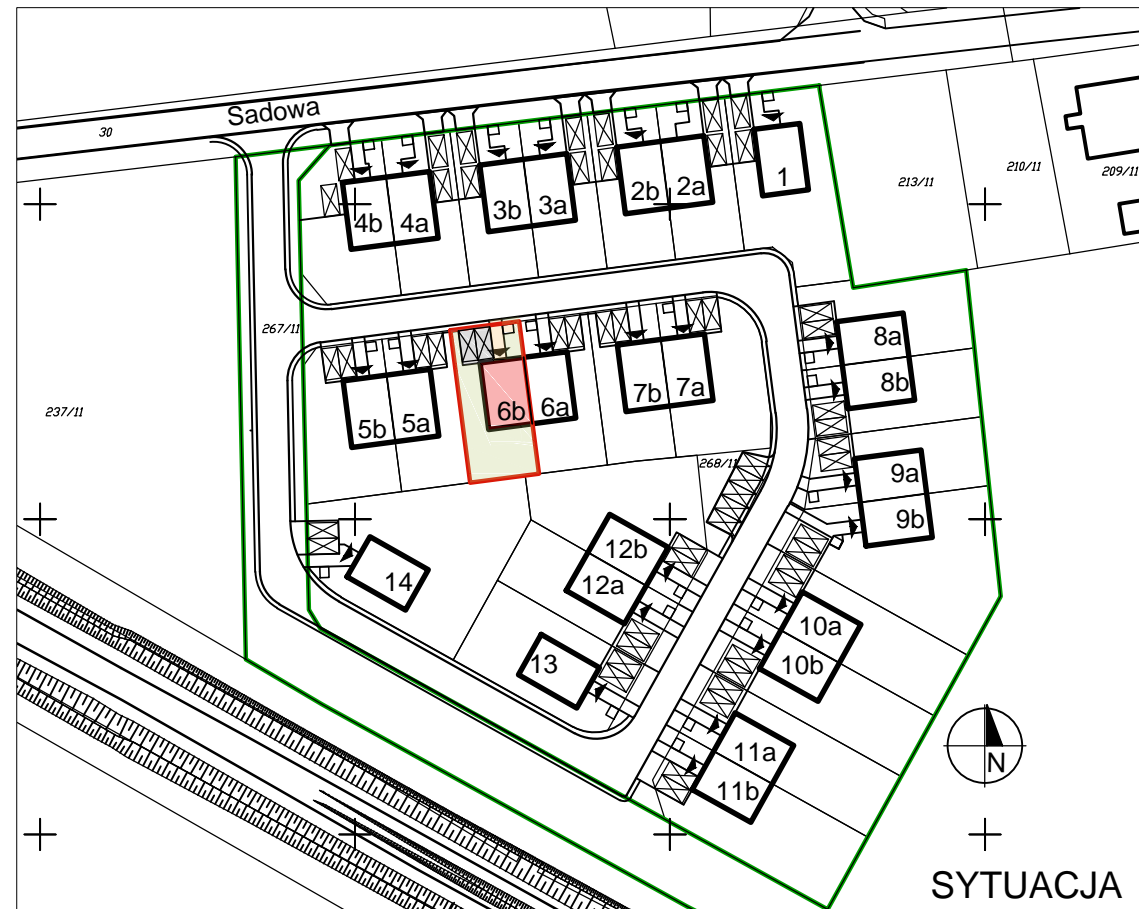 Sadowa
30
4b 4a 3b 3a 2b 2a 1
213/11 210/11 209/11
267/11
237/11
5b 5a 6b 6a 7b 7a
8a
8b
268/11
9a
9b
12b
12a
14
13
10a
10b
11a
11b
N
SYTUACJA